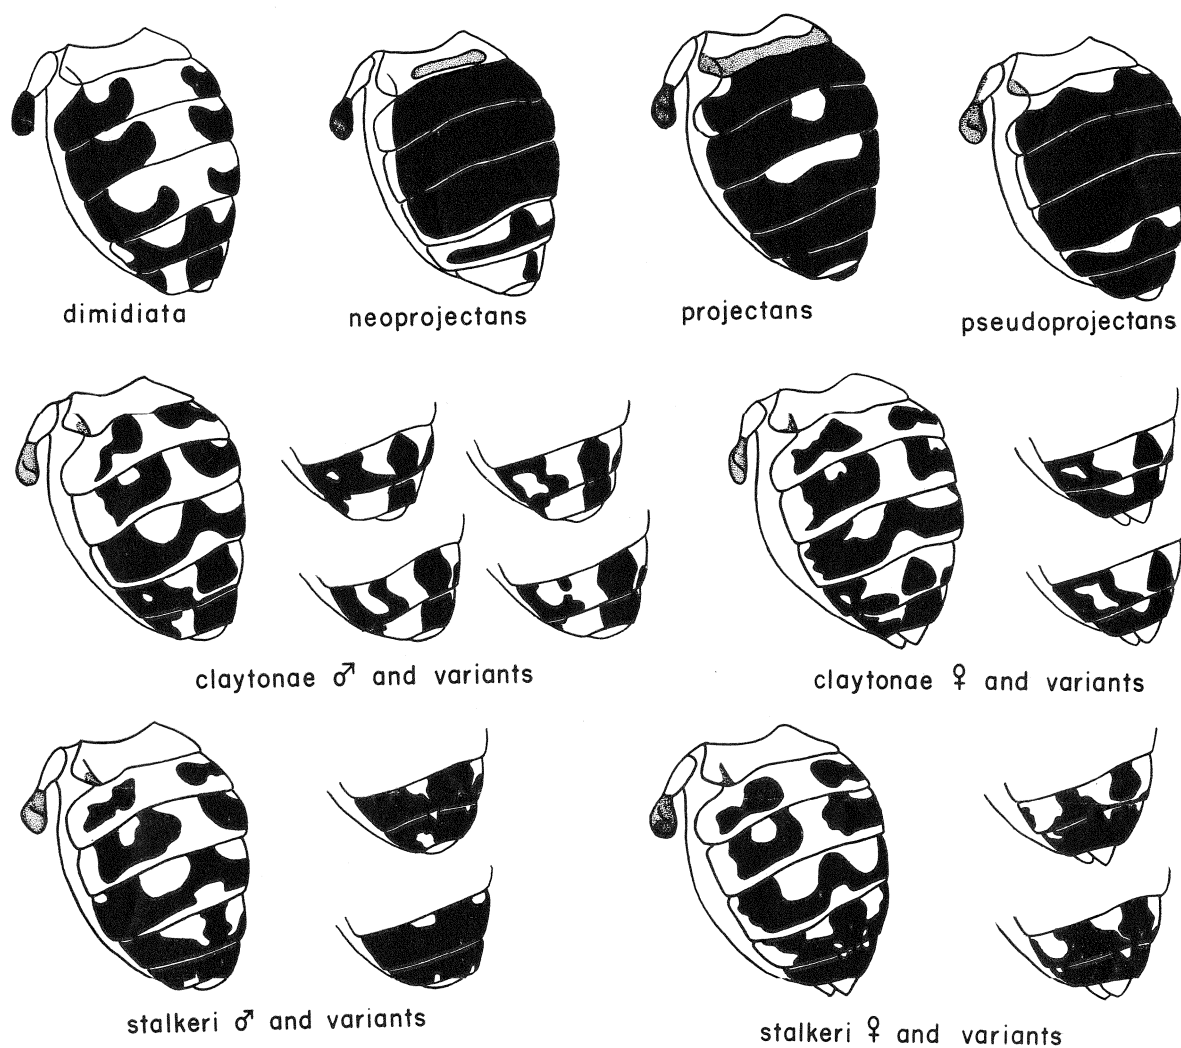 dimidiata
neoprojectans
projectans
pseudoprojectans
claytonae ♂ and variants
claytonae ♀ and variants
stalkeri ♂ and variants
stalkeri ♀ and variants